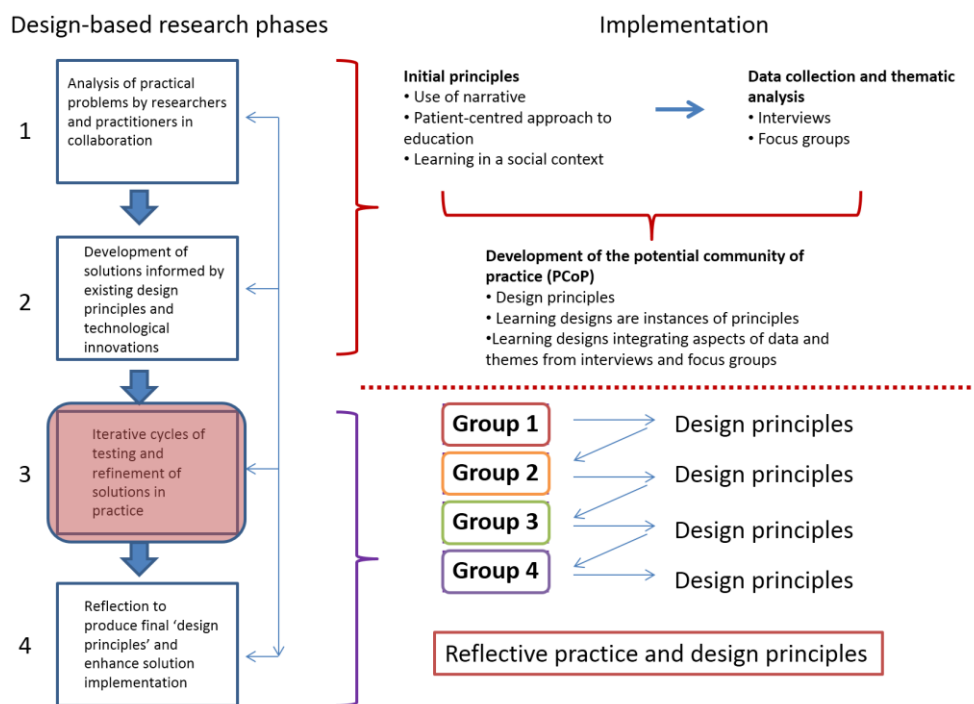 Design-based research phases
Implementation
1
Analysis of practical
problems by researchers
and practitioners in
collaboration
2
Development of
solutions informed by
existing design
principles and
technological
innovations
3
Iterative cycles of
testing and
refinement of
solutions in
practice
4
Reflection to
produce final ‘design
principles’ and
enhance solution
implementation
Initial principles
• Use of narrative
• Patient-centred approach to
education
• Learning in a social context
Data collection and thematic
analysis
• Interviews
• Focus groups
Development of the potential community of
practice (PCoP)
• Design principles
• Learning designs are instances of principles
•Learning designs integrating aspects of data and
themes from interviews and focus groups
Group 1
Design principles
Group 2
Design principles
Group 3
Design principles
Group 4
Design principles
Reflective practice and design principles